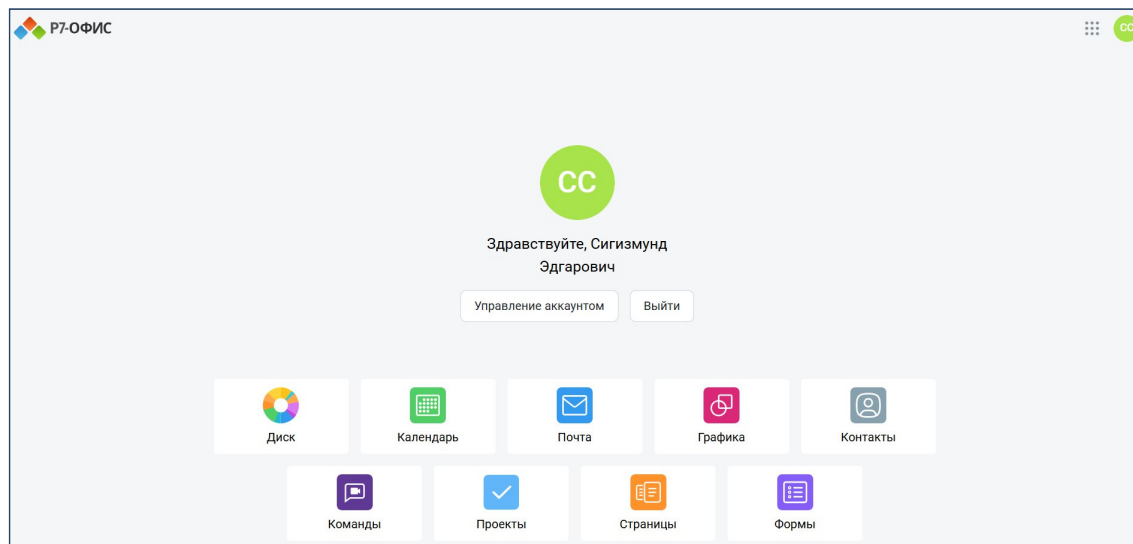 Р7-ОФИС
СС
СС
Здравствуйте, Сигизмунд
Эдгарович
Управление аккаунтом
Выйти
Диск
Календарь
Почта
Графика
Контакты
Команды
Проекты
Страницы
Формы